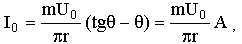 I₀ = mU₀/πr (tgθ − θ) = mU₀/πr A ,